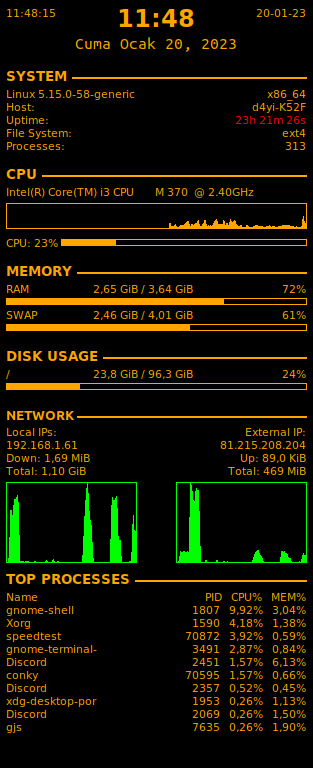 11:48:15 11:48 20-01-23
Cuma Ocak 20, 2023
SYSTEM
Linux 5.15.0-58-generic x86_64
Host: d4yi-K52F
Uptime: 23h 21m 26s
File System: ext4
Processes: 313
CPU
Intel(R) Core(TM) i3 CPU M 370 @ 2.40GHz
CPU: 23%
MEMORY
RAM 2,65 GiB / 3,64 GiB 72%
SWAP 2,46 GiB / 4,01 GiB 61%
DISK USAGE
/ 23,8 GiB / 96,3 GiB 24%
NETWORK
Local IPs: External IP:
192.168.1.61 81.215.208.204
Down: 1,69 MiB Up: 89,0 KiB
Total: 1,10 GiB Total: 469 MiB
TOP PROCESSES
Name PID CPU% MEM%
gnome-shell 1807 9,92% 3,04%
Xorg 1590 4,18% 1,38%
speedtest 70872 3,92% 0,59%
gnome-terminal- 3491 2,87% 0,84%
Discord 2451 1,57% 6,13%
conky 70595 1,57% 0,66%
Discord 2357 0,52% 0,45%
xdg-desktop-por 1953 0,26% 1,13%
Discord 2069 0,26% 1,50%
gjs 7635 0,26% 1,90%